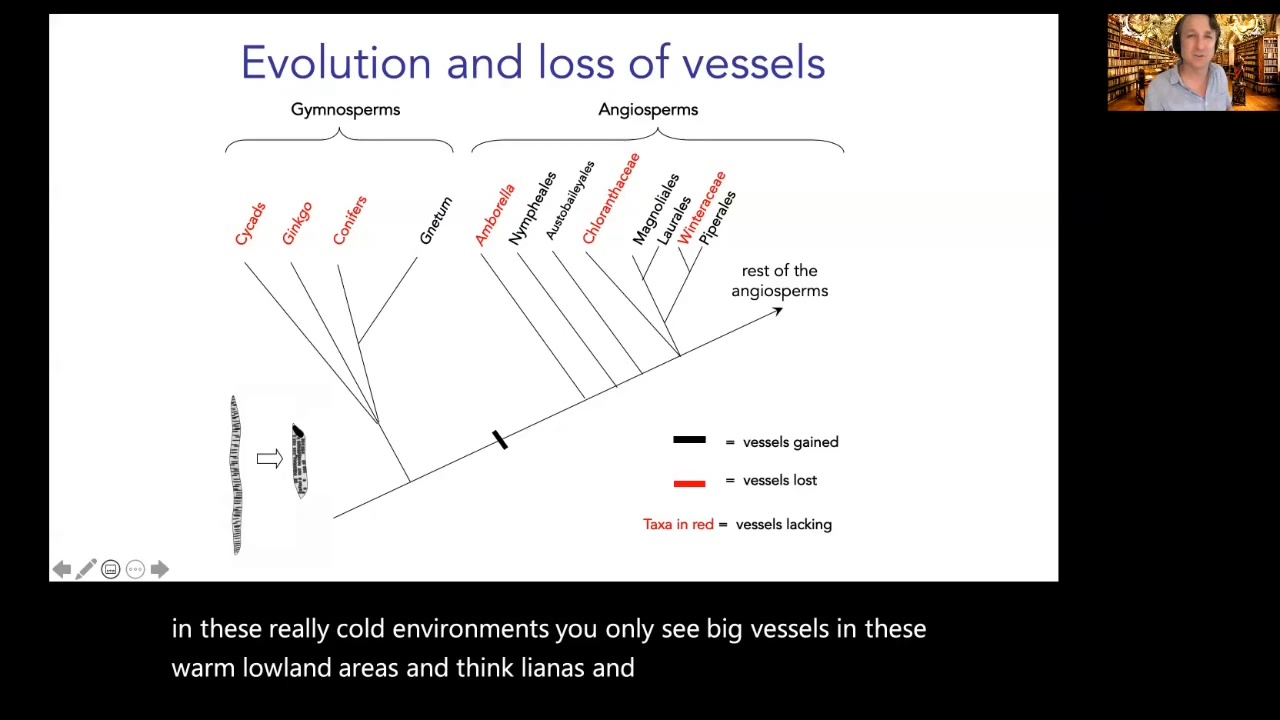 Evolution and loss of vessels
Gymnosperms
Angiosperms
Cycads
Ginkgo
Conifers
Gnetum
Amborella
Nympheales
Austobaileyales
Chloranthaceae
Magnoliales
Laurales
Winteraceae
Piperales
rest of the
angiosperms
= vessels gained
= vessels lost
Taxa in red = vessels lacking
in these really cold environments you only see big vessels in these
warm lowland areas and think lianas and